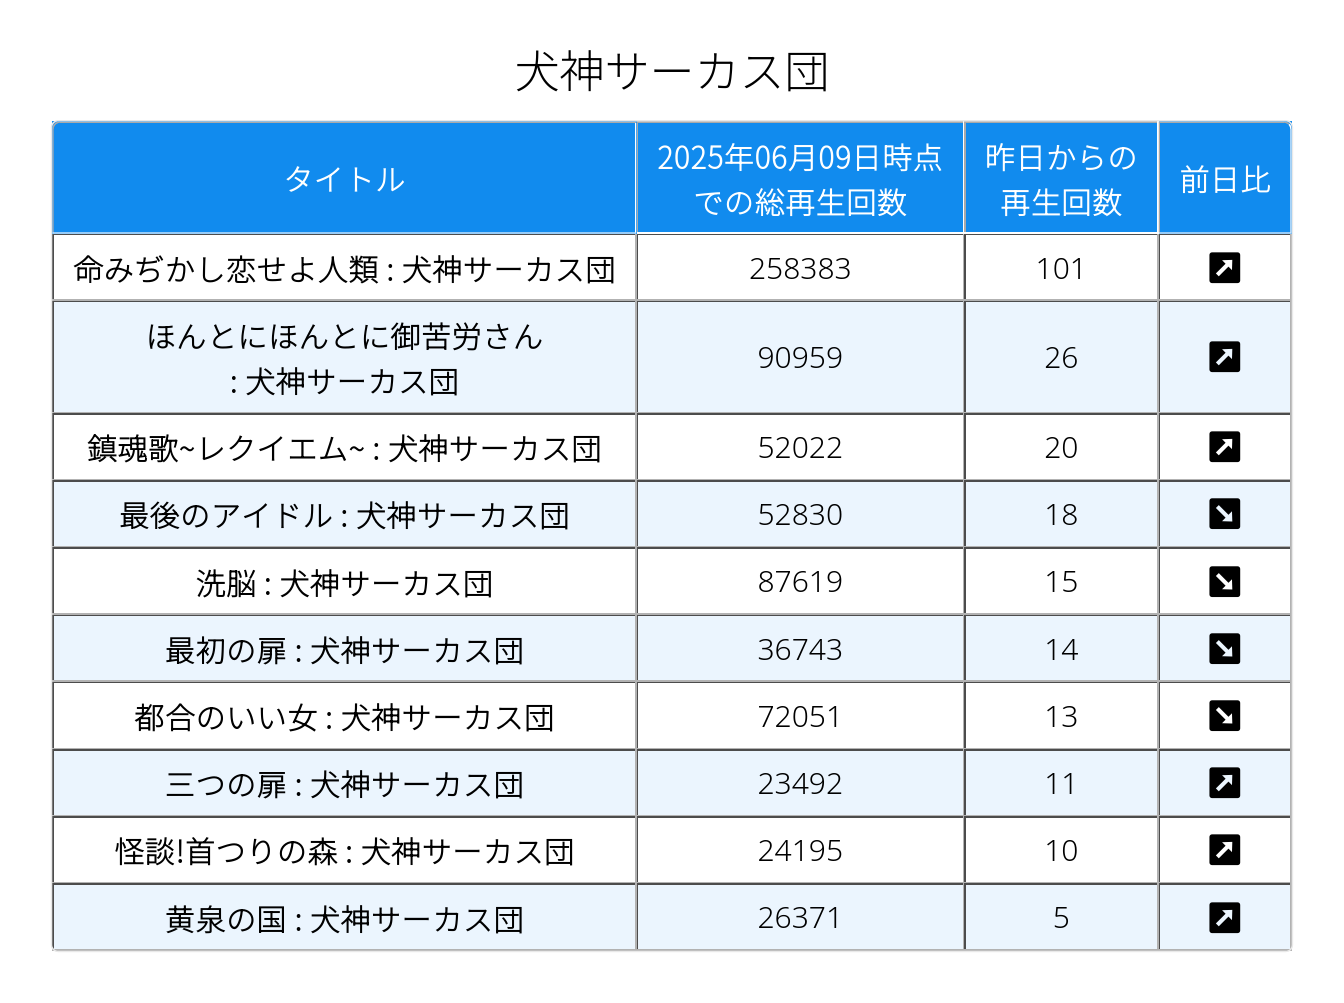 犬神サーカス団
タイトル
2025年06月09日時点
での総再生回数
昨日からの
再生回数
前日比
命みぢかし恋せよ人類 : 犬神サーカス団
258383
101
ほんとにほんとに御苦労さん
: 犬神サーカス団
90959
26
鎮魂歌~レクイエム~ : 犬神サーカス団
52022
20
最後のアイドル : 犬神サーカス団
52830
18
洗脳 : 犬神サーカス団
87619
15
最初の扉 : 犬神サーカス団
36743
14
都合のいい女 : 犬神サーカス団
72051
13
三つの扉 : 犬神サーカス団
23492
11
怪談!首つりの森 : 犬神サーカス団
24195
10
黄泉の国 : 犬神サーカス団
26371
5